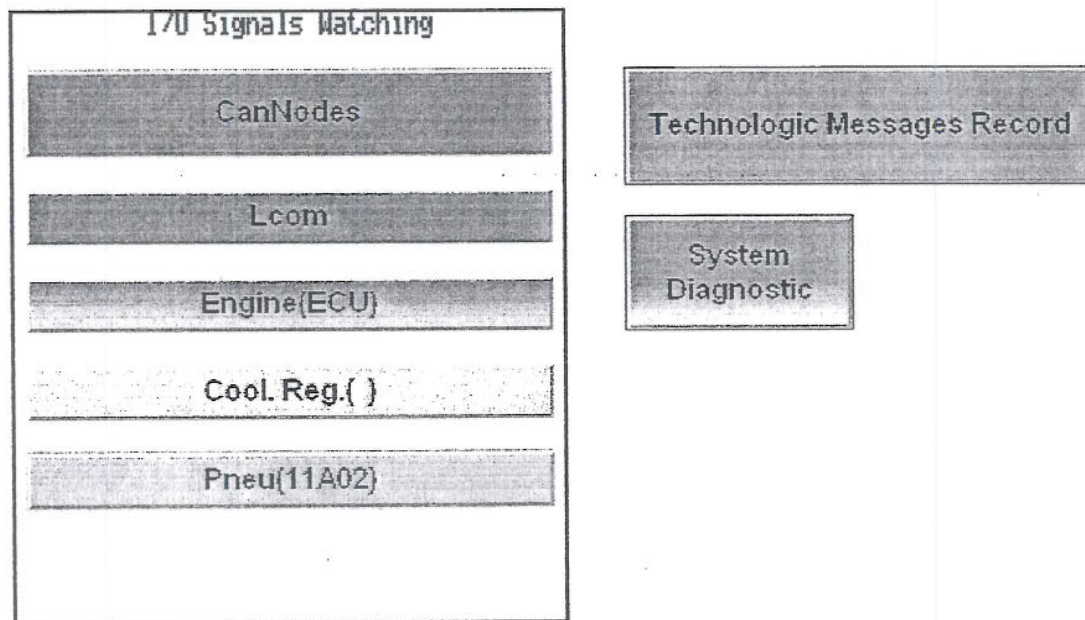 I/O Signals Watching
CanNodes
Lcom
Engine(ECU)
Cool. Reg.( )
Pneu(11A02)
Technologic Messages Record
System
Diagnostic